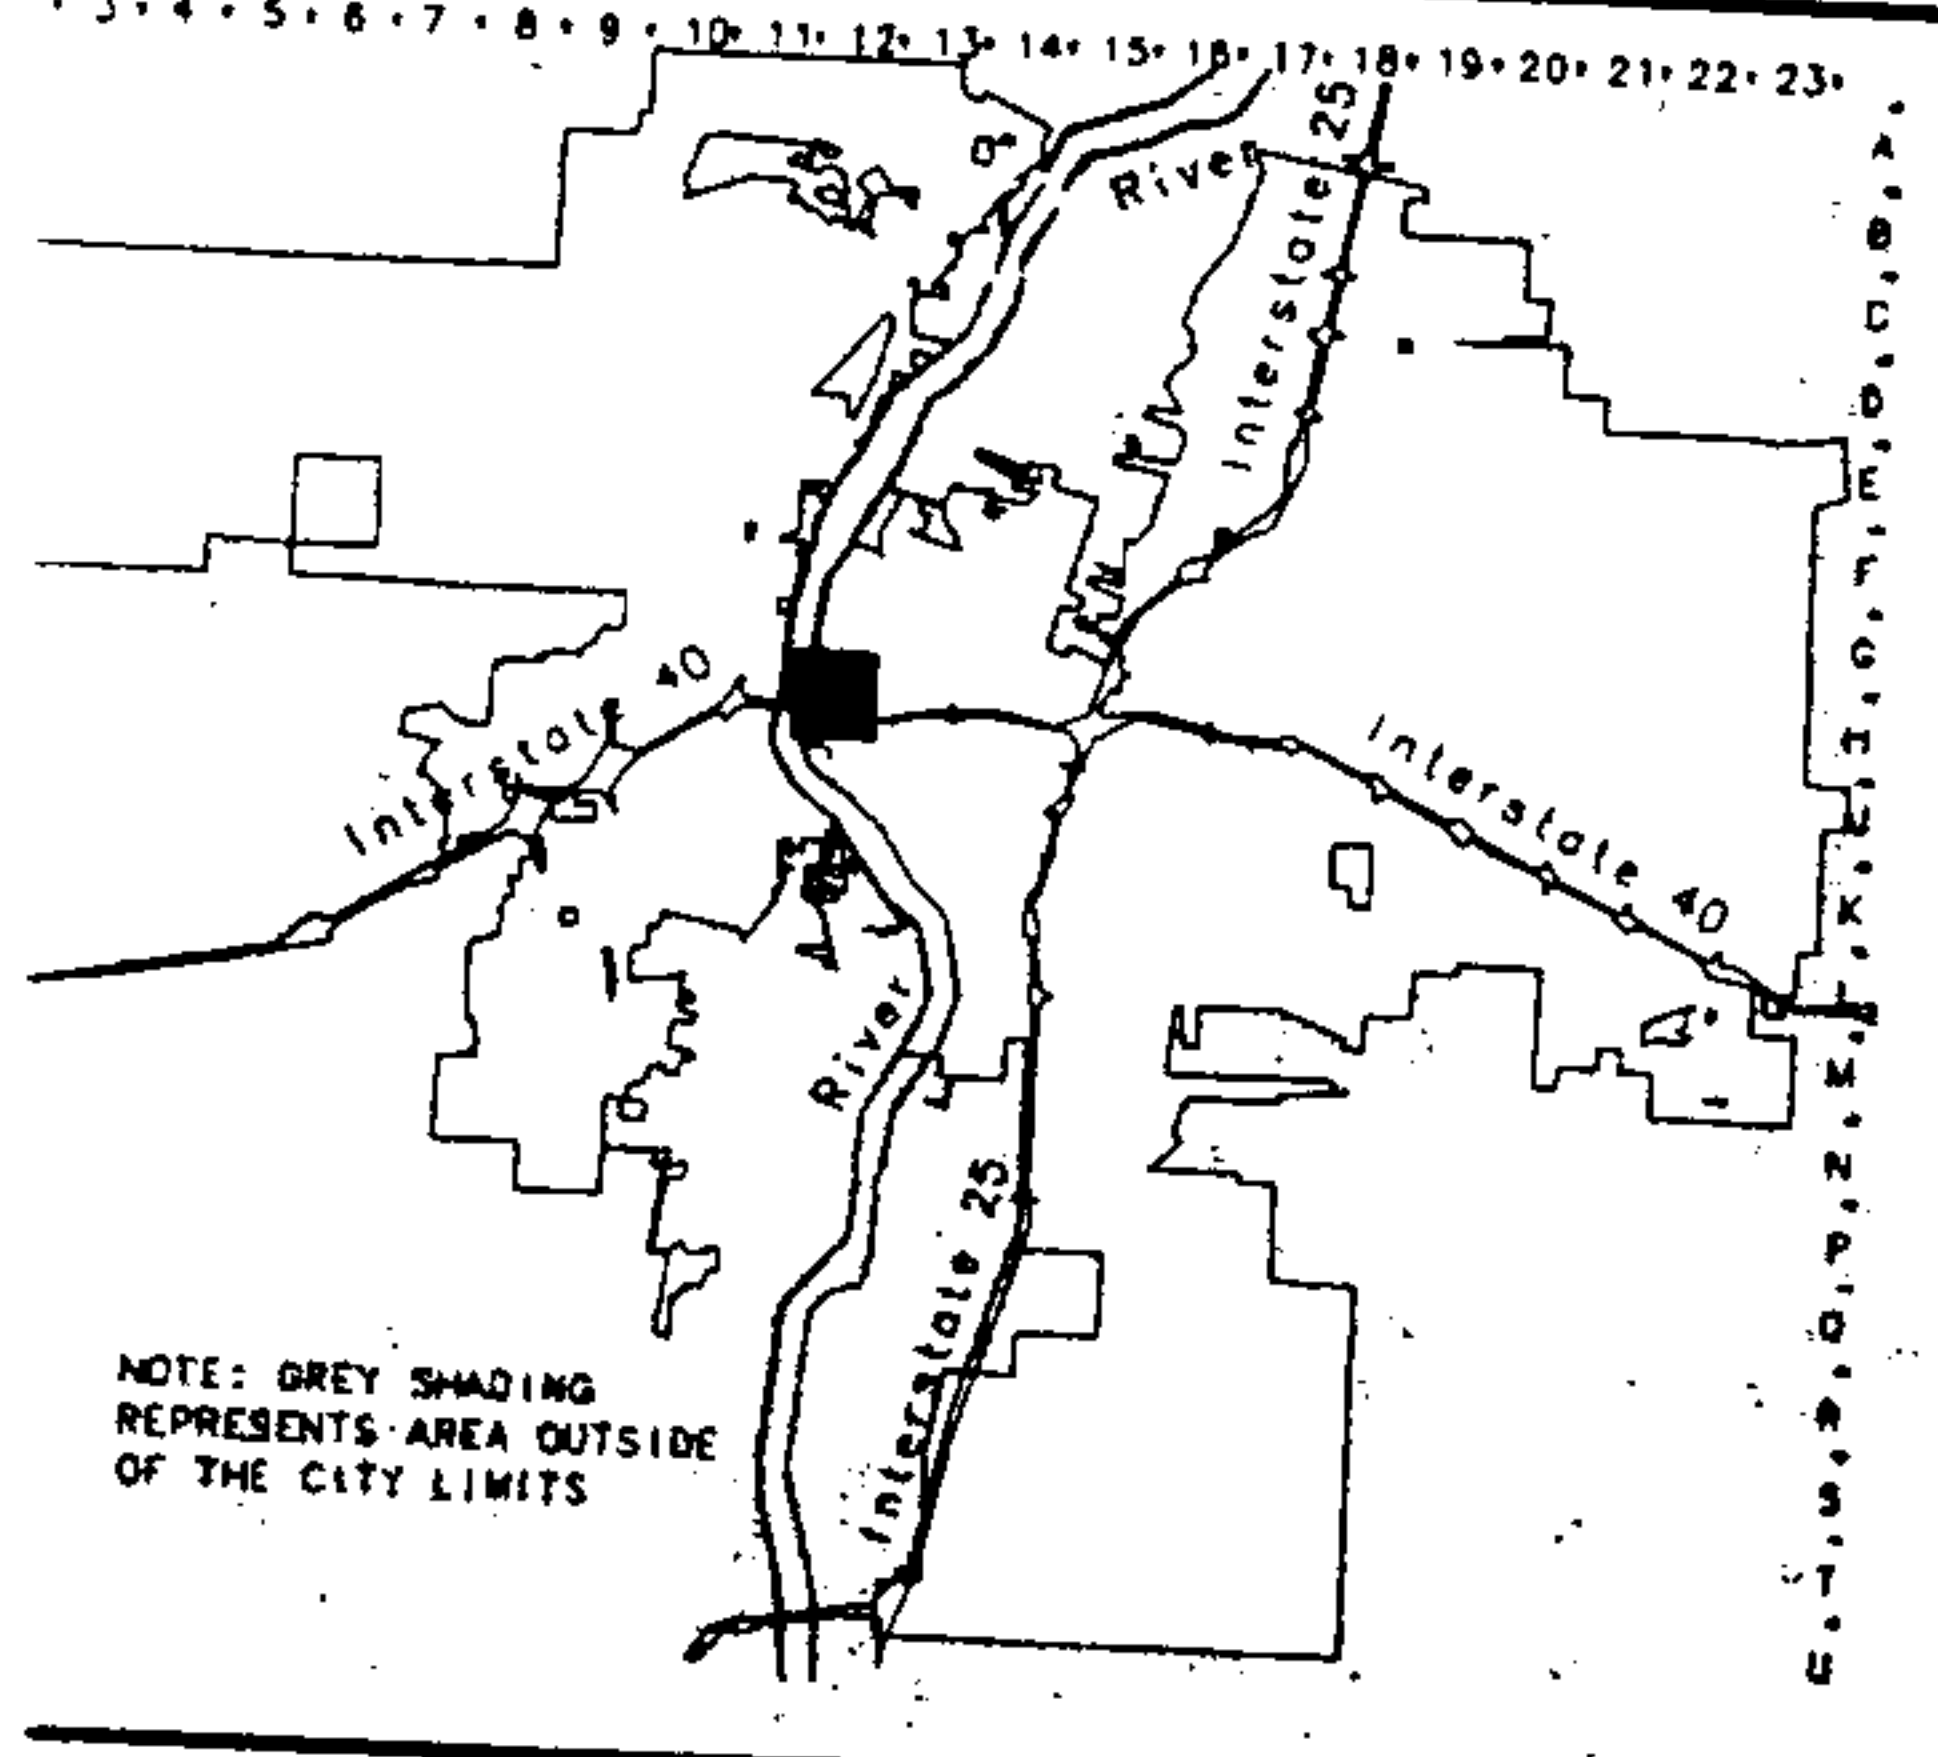 3 · 4 · 5 · 6 · 7 · 8 · 9 · 10 · 11 · 12 · 13 · 14 · 15 · 16 · 17 · 18 · 19 · 20 · 21 · 22 · 23 ·
· A · B · C · D · E · F · G · H · J · K · L · M · N · P · Q · R · S · T · U
River
Interstate 25
Interstate 40
Interstate 40
River
Interstate 25
NOTE: GREY SHADING
REPRESENTS AREA OUTSIDE
OF THE CITY LIMITS